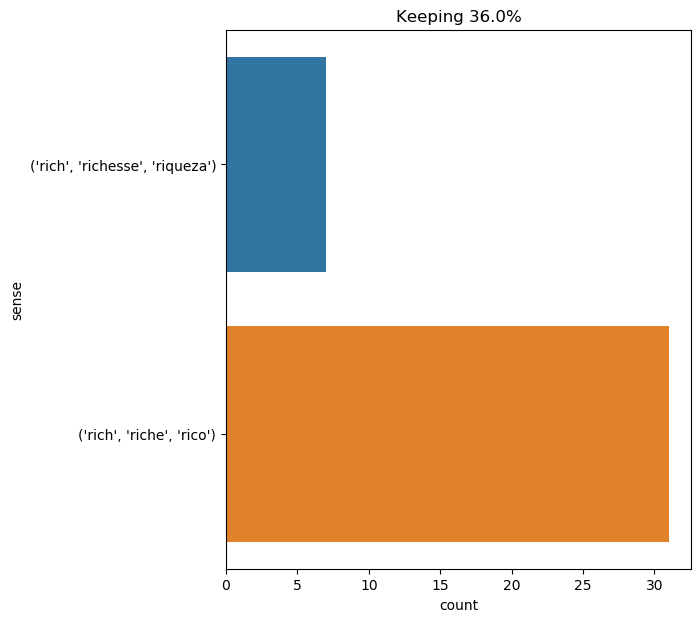 Keeping 36.0%
('rich', 'richesse', 'riqueza')
sense
('rich', 'riche', 'rico')
0 5 10 15 20 25 30
count